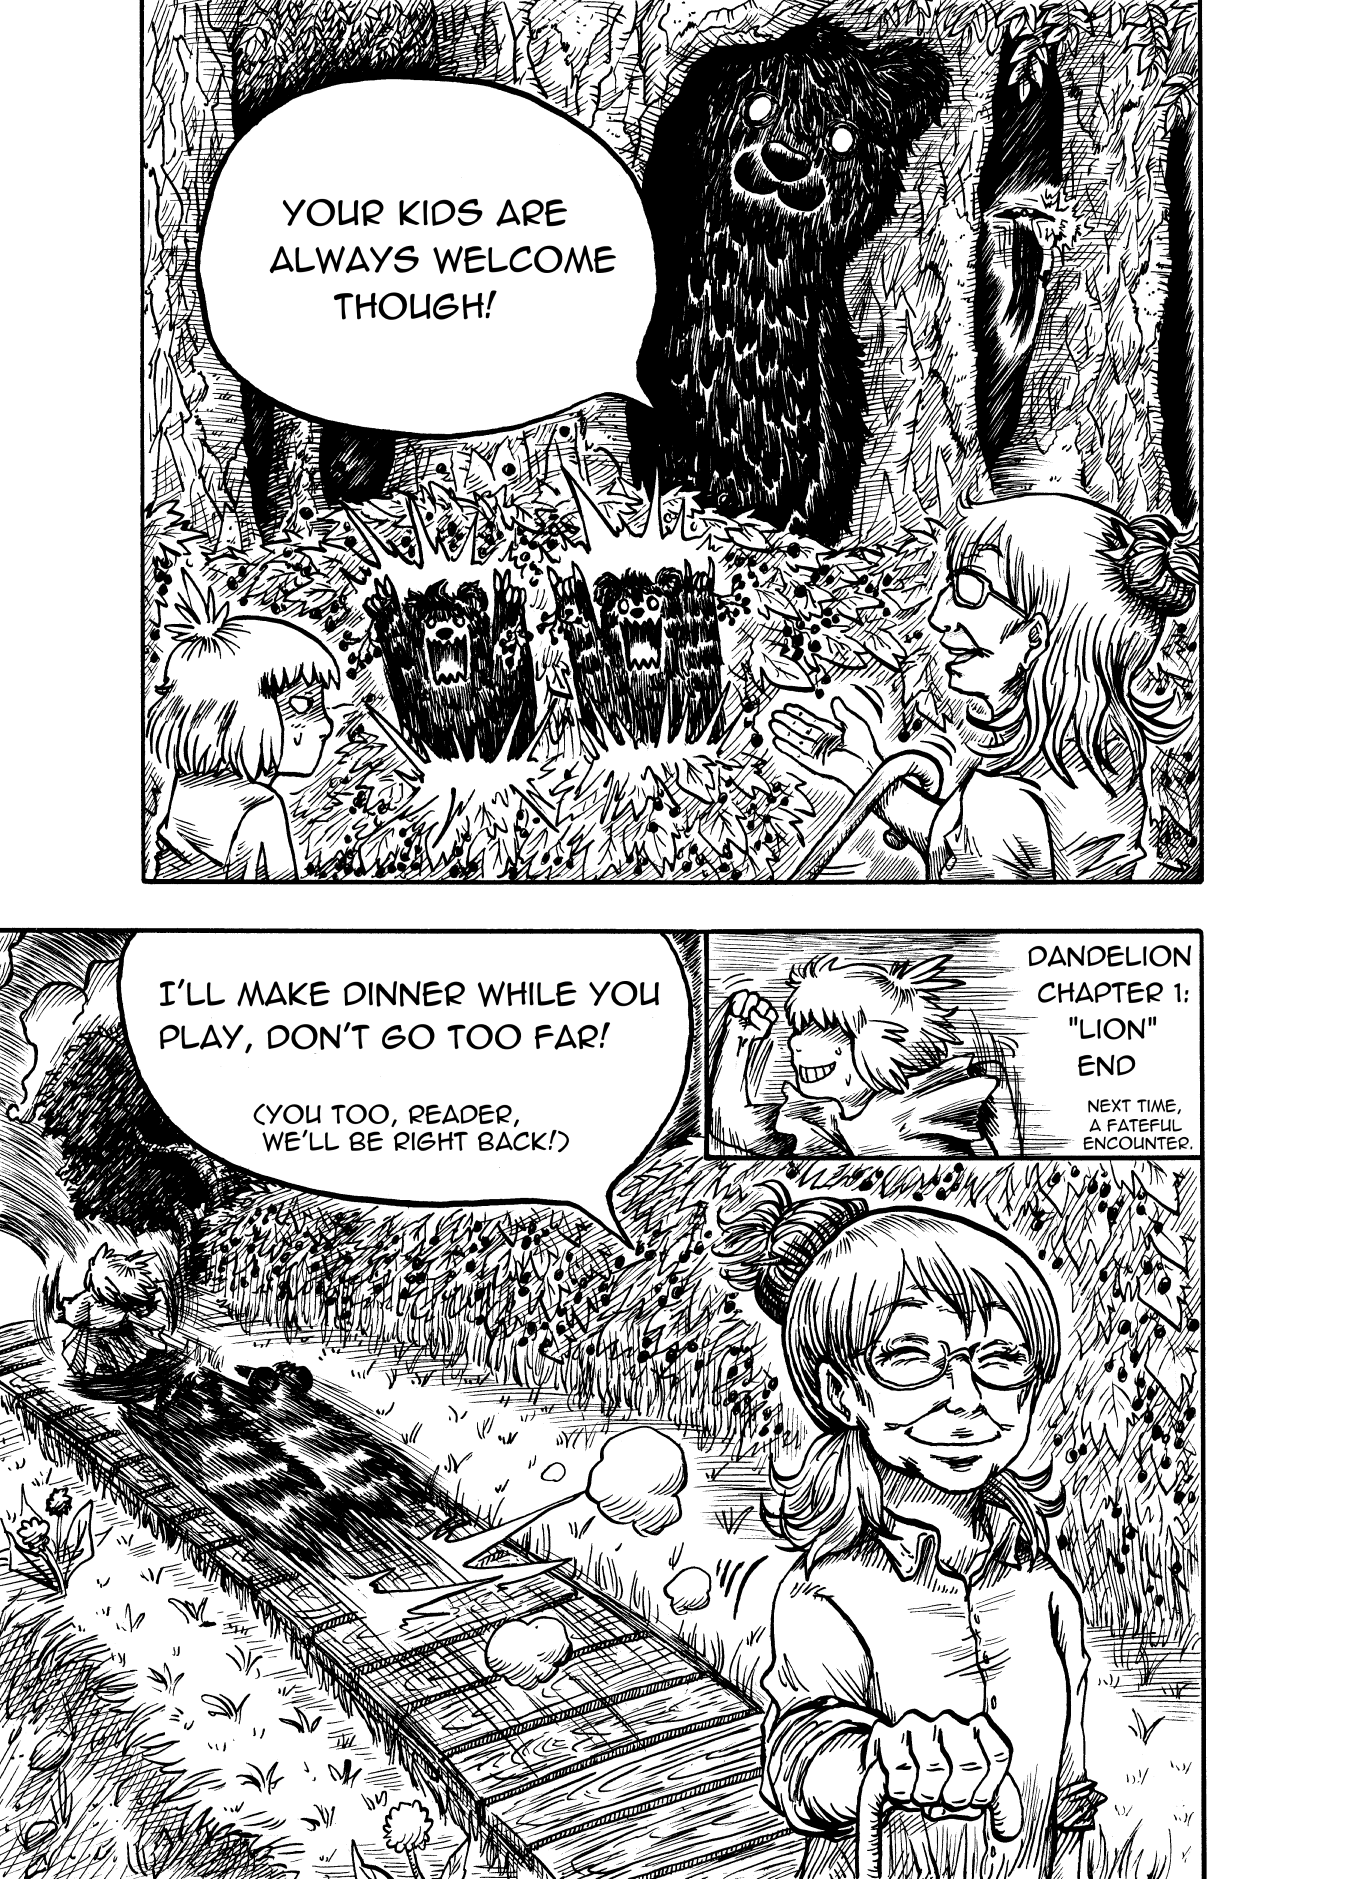 YOUR KIDS ARE
ALWAYS WELCOME
THOUGH!
I'LL MAKE DINNER WHILE YOU
PLAY, DON'T GO TOO FAR!
(YOU TOO, READER,
WE'LL BE RIGHT BACK!)
DANDELION
CHAPTER 1:
"LION"
END
NEXT TIME,
A FATEFUL
ENCOUNTER.